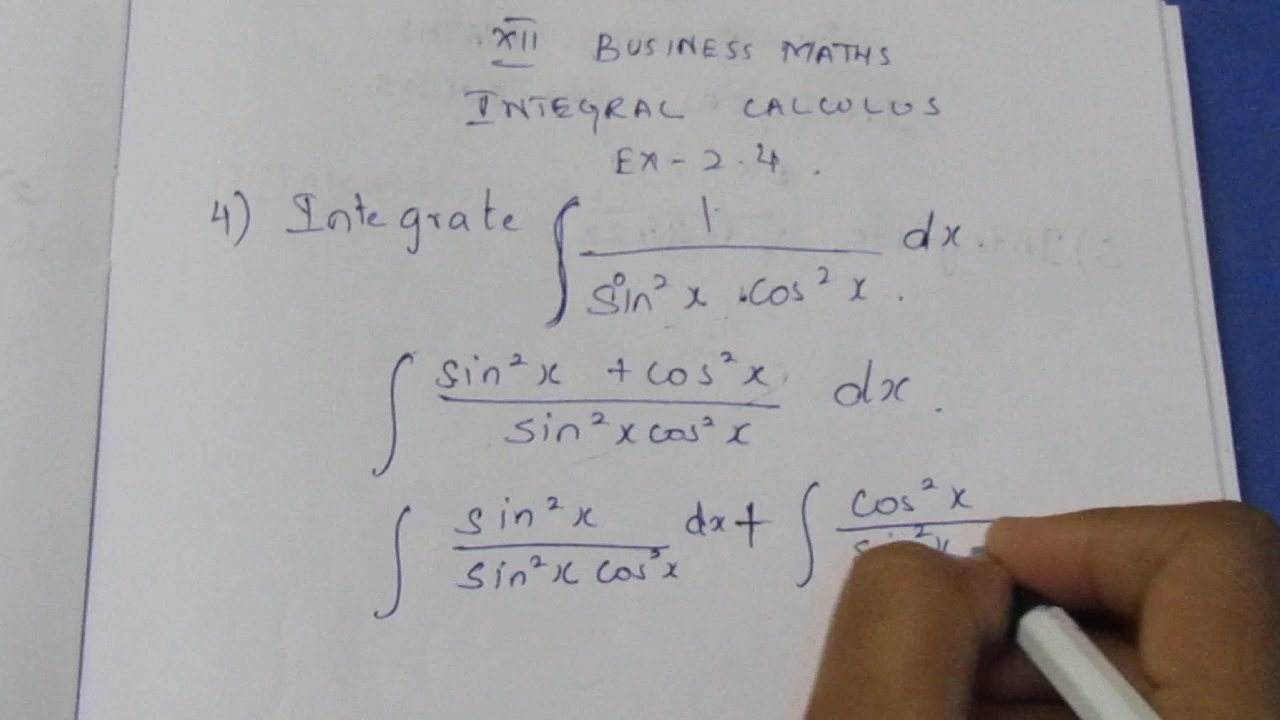 XII BUSINESS MATHS
INTEGRAL CALCULUS
EX - 2.4.
4) Integrate ∫ 1 / (sin²x · cos²x) dx.
∫ (sin²x + cos²x) / (sin²x cos²x) dx.
∫ sin²x / (sin²x cos²x) dx + ∫ cos²x / sin²x